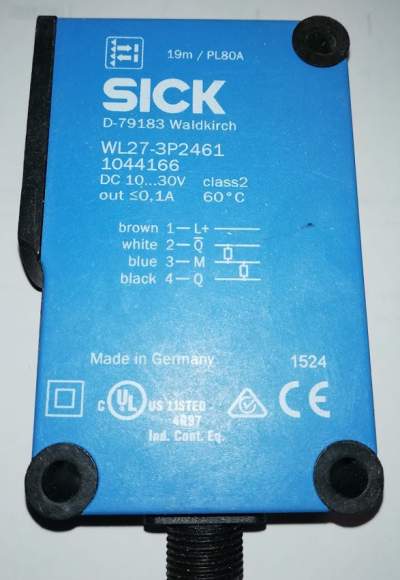 19m / PL80A
SICK
D-79183 Waldkirch
WL27-3P2461
1044166
DC 10...30V class2
out ≤0,1A 60°C
brown 1 L+
white 2 Q̅
blue 3 M
black 4 Q
Made in Germany 1524
C UL US LISTED CE
4R97
Ind. Cont. Eq.